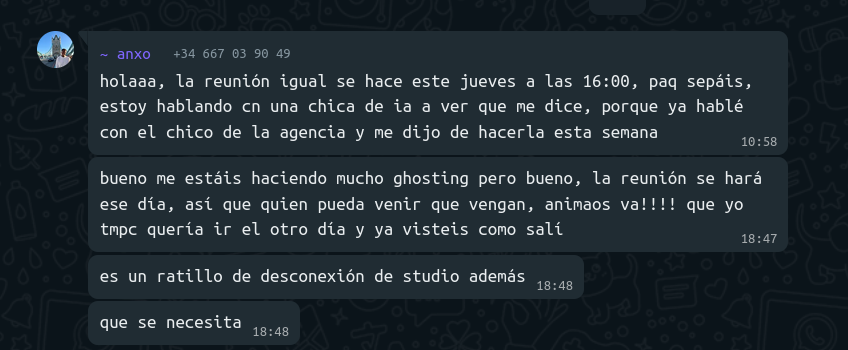 ~ anxo +34 667 03 90 49
holaaa, la reunión igual se hace este jueves a las 16:00, paq sepáis,
estoy hablando cn una chica de ia a ver que me dice, porque ya hablé
con el chico de la agencia y me dijo de hacerla esta semana
10:58
bueno me estáis haciendo mucho ghosting pero bueno, la reunión se hará
ese día, así que quien pueda venir que vengan, animaos va!!!! que yo
tmpc quería ir el otro día y ya visteis como salí
18:47
es un ratillo de desconexión de studio además 18:48
que se necesita 18:48